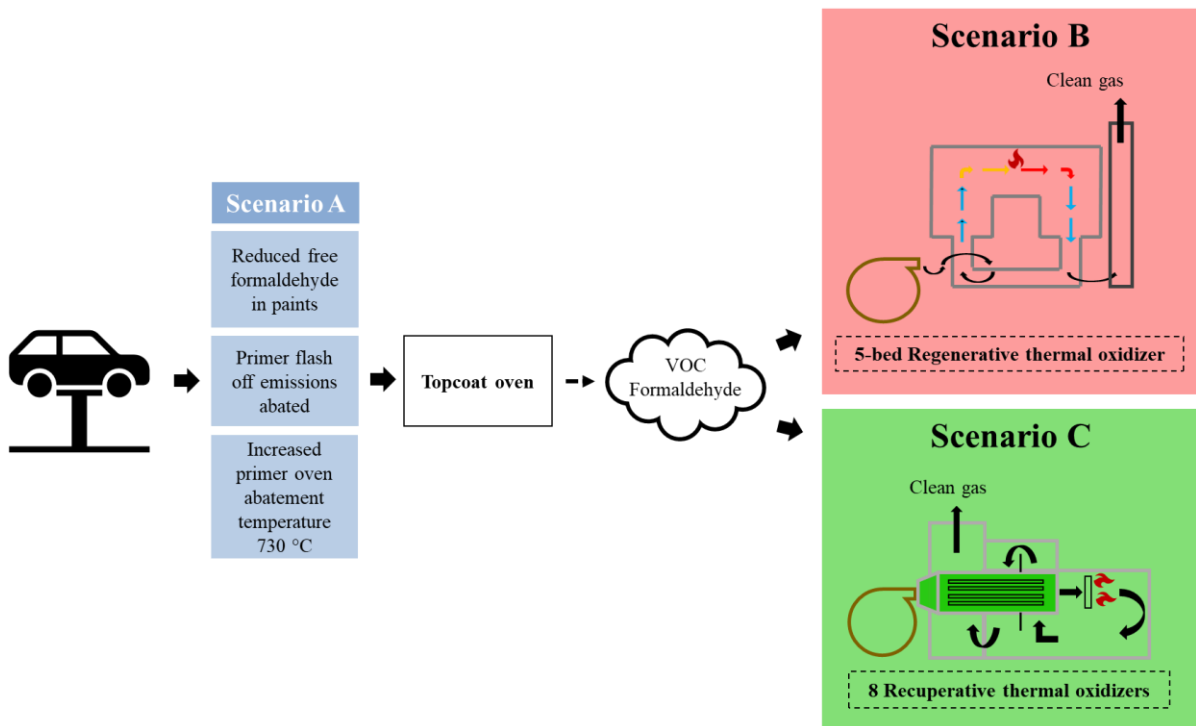 Scenario A
Reduced free
formaldehyde
in paints
Primer flash
off emissions
abated
Increased
primer oven
abatement
temperature
730 °C
Topcoat oven
VOC
Formaldehyde
Scenario B
Clean gas
5-bed Regenerative thermal oxidizer
Scenario C
Clean gas
8 Recuperative thermal oxidizers